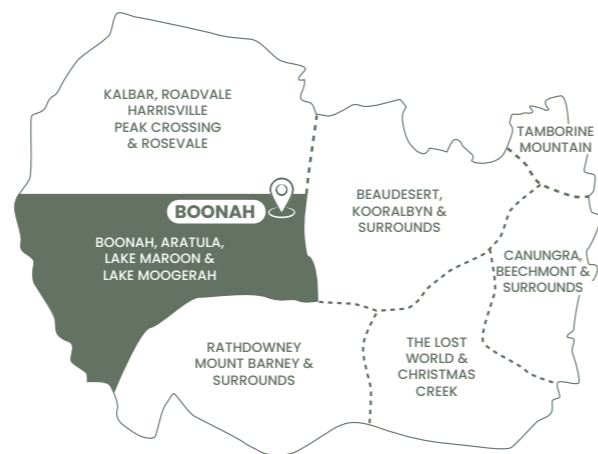 KALBAR, ROADVALE
HARRISVILLE
PEAK CROSSING
& ROSEVALE
TAMBORINE
MOUNTAIN
BOONAH
BEAUDESERT,
KOORALBYN &
SURROUNDS
BOONAH, ARATULA,
LAKE MAROON &
LAKE MOOGERAH
CANUNGRA,
BEECHMONT &
SURROUNDS
RATHDOWNEY
MOUNT BARNEY &
SURROUNDS
THE LOST
WORLD &
CHRISTMAS
CREEK